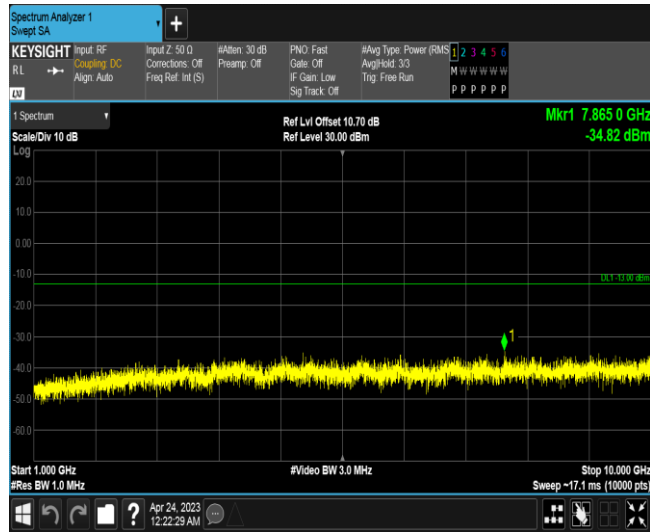 Spectrum Analyzer 1
Swept SA
+
KEYSIGHT Input: RF Input Z: 50 Ω #Atten: 30 dB PNO: Fast #Avg Type: Power (RMS 1 2 3 4 5 6
RL Coupling: DC Corrections: Off Preamp: Off Gate: Off Avg|Hold: 3/3 M W W W W W
Align: Auto Freq Ref: Int (S) IF Gain: Low Trig: Free Run
LXI Sig Track: Off P P P P P P
1 Spectrum Ref Lvl Offset 10.70 dB Mkr1 7.865 0 GHz
Scale/Div 10 dB Ref Level 30.00 dBm -34.82 dBm
Log
20.0
10.0
0.00
-10.0
DL1 -13.00 dBm
-20.0
-30.0
1
-40.0
-50.0
-60.0
Start 1.000 GHz #Video BW 3.0 MHz Stop 10.000 GHz
#Res BW 1.0 MHz Sweep ~17.1 ms (10000 pts)
? Apr 24, 2023
12:22:29 AM